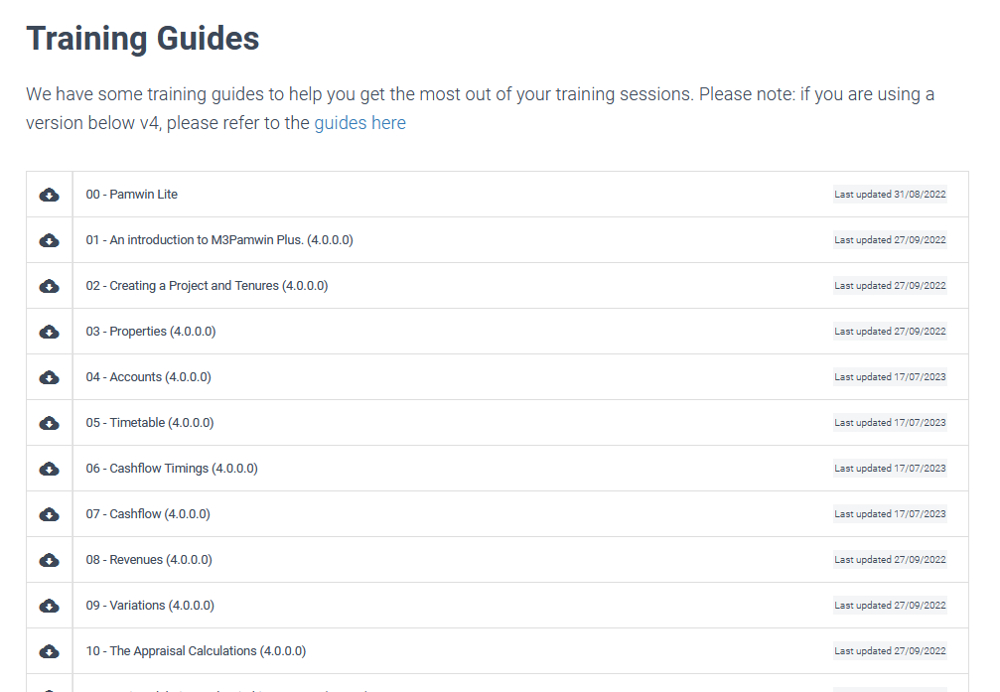 Training Guides
We have some training guides to help you get the most out of your training sessions. Please note: if you are using a
version below v4, please refer to the guides here
00 - Pamwin Lite Last updated 31/08/2022
01 - An introduction to M3Pamwin Plus. (4.0.0.0) Last updated 27/09/2022
02 - Creating a Project and Tenures (4.0.0.0) Last updated 27/09/2022
03 - Properties (4.0.0.0) Last updated 27/09/2022
04 - Accounts (4.0.0.0) Last updated 17/07/2023
05 - Timetable (4.0.0.0) Last updated 17/07/2023
06 - Cashflow Timings (4.0.0.0) Last updated 17/07/2023
07 - Cashflow (4.0.0.0) Last updated 17/07/2023
08 - Revenues (4.0.0.0) Last updated 27/09/2022
09 - Variations (4.0.0.0) Last updated 27/09/2022
10 - The Appraisal Calculations (4.0.0.0) Last updated 27/09/2022